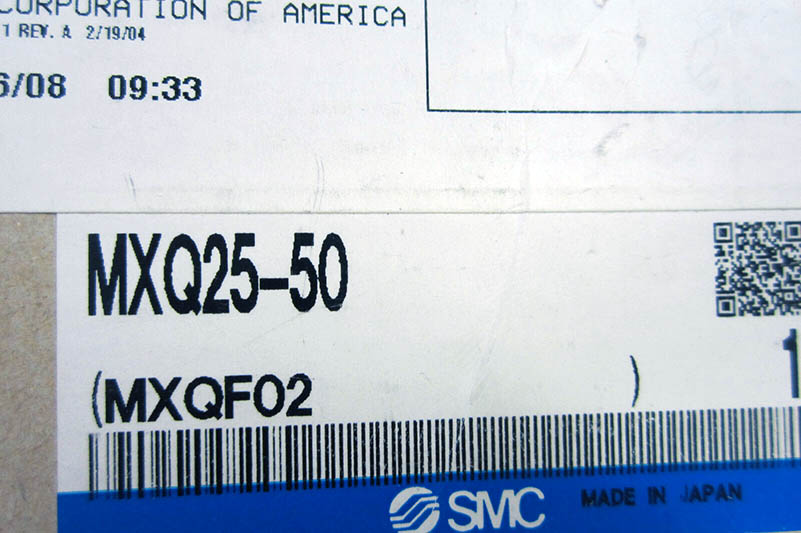 CORPORATION OF AMERICA
1 REV. A 2/19/04
6/08 09:33
MXQ25-50
1
(MXQF02 )
SMC MADE IN JAPAN